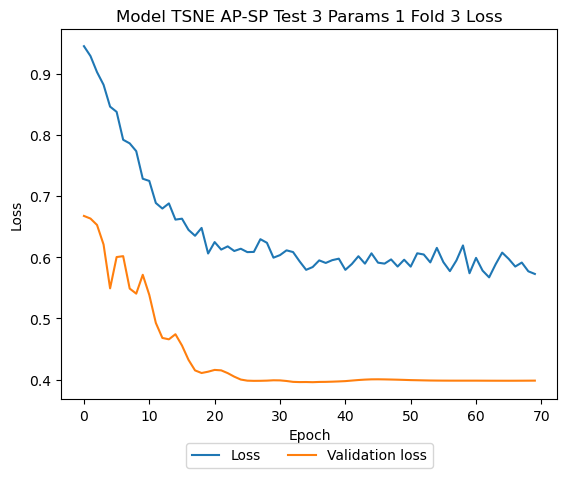 Model TSNE AP-SP Test 3 Params 1 Fold 3 Loss
0.9
0.8
0.7
0.6
0.5
0.4
Loss
0 10 20 30 40 50 60 70
Epoch
Loss Validation loss